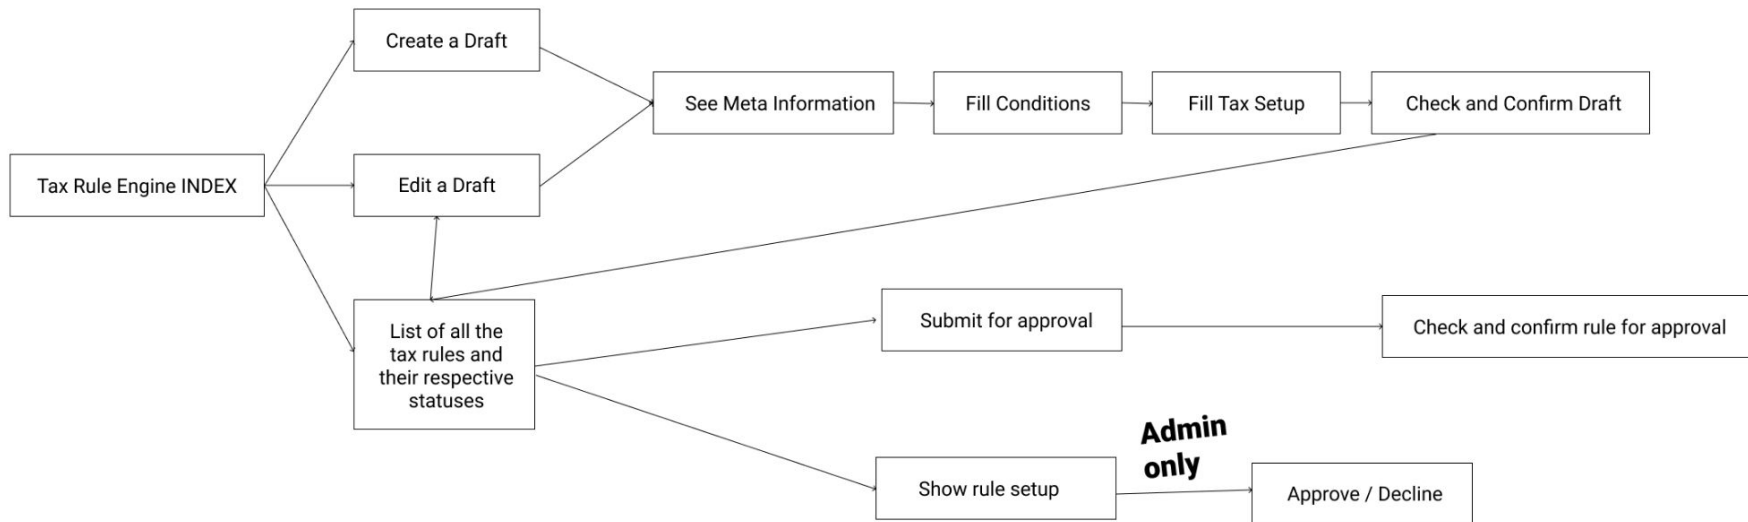 Create a Draft
See Meta Information
Fill Conditions
Fill Tax Setup
Check and Confirm Draft
Tax Rule Engine INDEX
Edit a Draft
List of all the
tax rules and
their respective
statuses
Submit for approval
Check and confirm rule for approval
Admin
only
Show rule setup
Approve / Decline